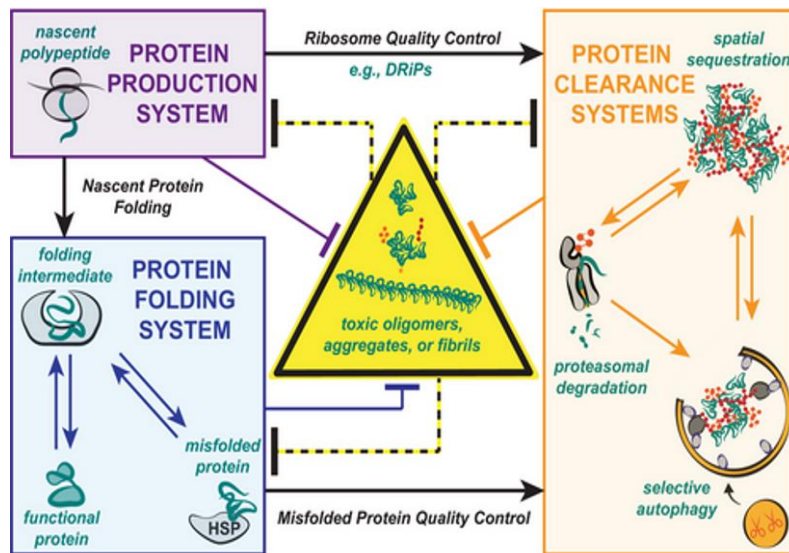 nascent
polypeptide
PROTEIN
PRODUCTION
SYSTEM
Ribosome Quality Control
e.g., DRiPs
PROTEIN
CLEARANCE
SYSTEMS
spatial
sequestration
Nascent Protein
Folding
folding
intermediate
PROTEIN
FOLDING
SYSTEM
toxic oligomers,
aggregates, or fibrils
proteasomal
degradation
misfolded
protein
HSP
functional
protein
Misfolded Protein Quality Control
selective
autophagy